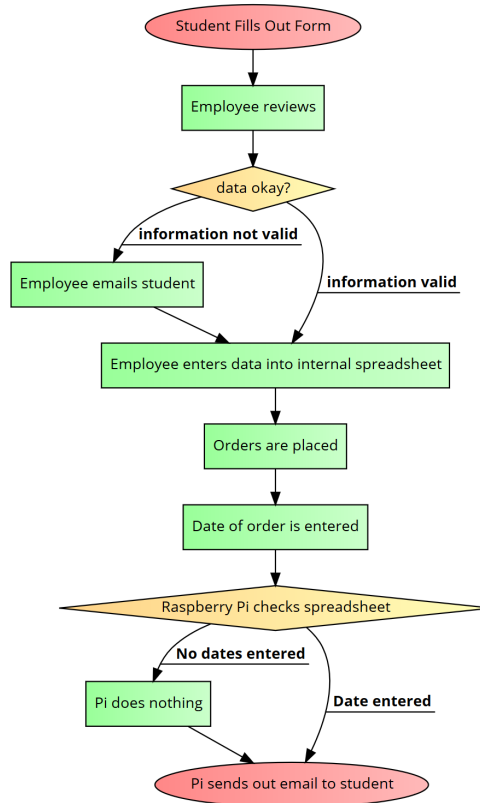 Student Fills Out Form
Employee reviews
data okay?
information not valid
Employee emails student
information valid
Employee enters data into internal spreadsheet
Orders are placed
Date of order is entered
Raspberry Pi checks spreadsheet
No dates entered
Pi does nothing
Date entered
Pi sends out email to student